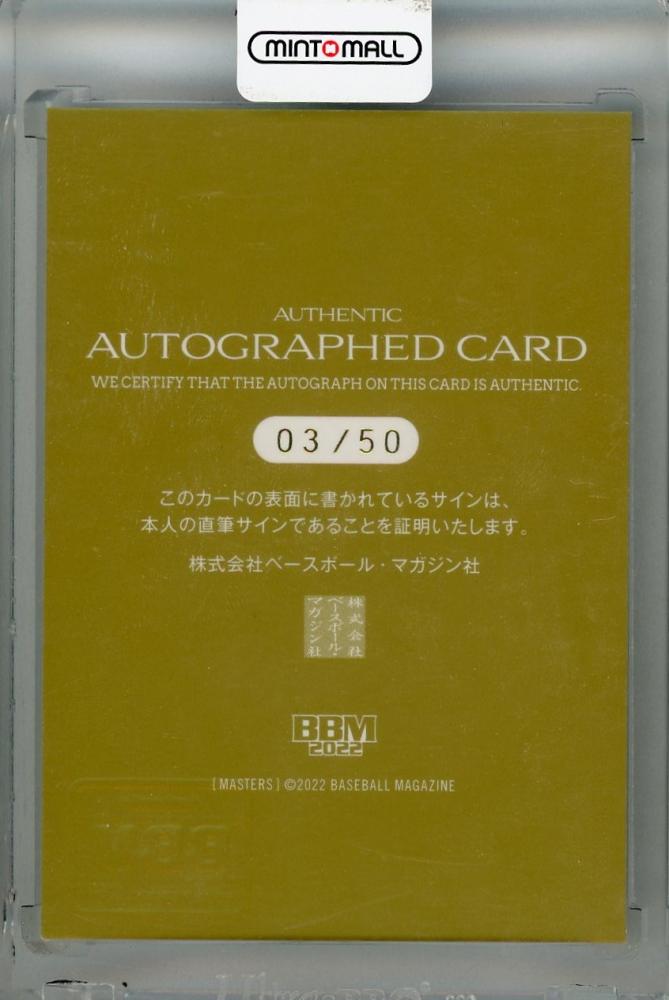 MINTMALL
AUTHENTIC
AUTOGRAPHED CARD
WE CERTIFY THAT THE AUTOGRAPH ON THIS CARD IS AUTHENTIC.
03/50
このカードの表面に書かれているサインは、
本人の直筆サインであることを証明いたします。
株式会社ベースボール・マガジン社
株式会社
ベースボール・
マガジン社
BBM
2022
[MASTERS] ©2022 BASEBALL MAGAZINE